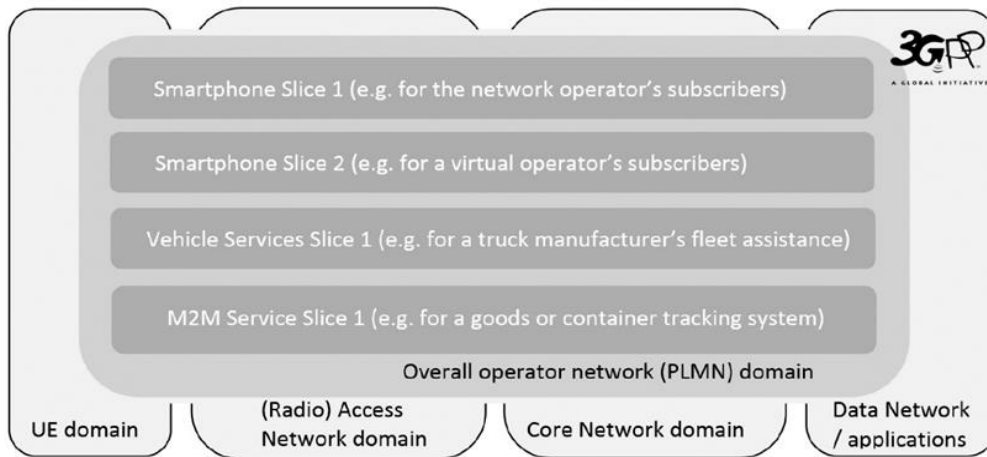 3GPP
A GLOBAL INITIATIVE
Smartphone Slice 1 (e.g. for the network operator's subscribers)
Smartphone Slice 2 (e.g. for a virtual operator's subscribers)
Vehicle Services Slice 1 (e.g. for a truck manufacturer's fleet assistance)
M2M Service Slice 1 (e.g. for a goods or container tracking system)
Overall operator network (PLMN) domain
UE domain
(Radio) Access
Network domain
Core Network domain
Data Network
/ applications